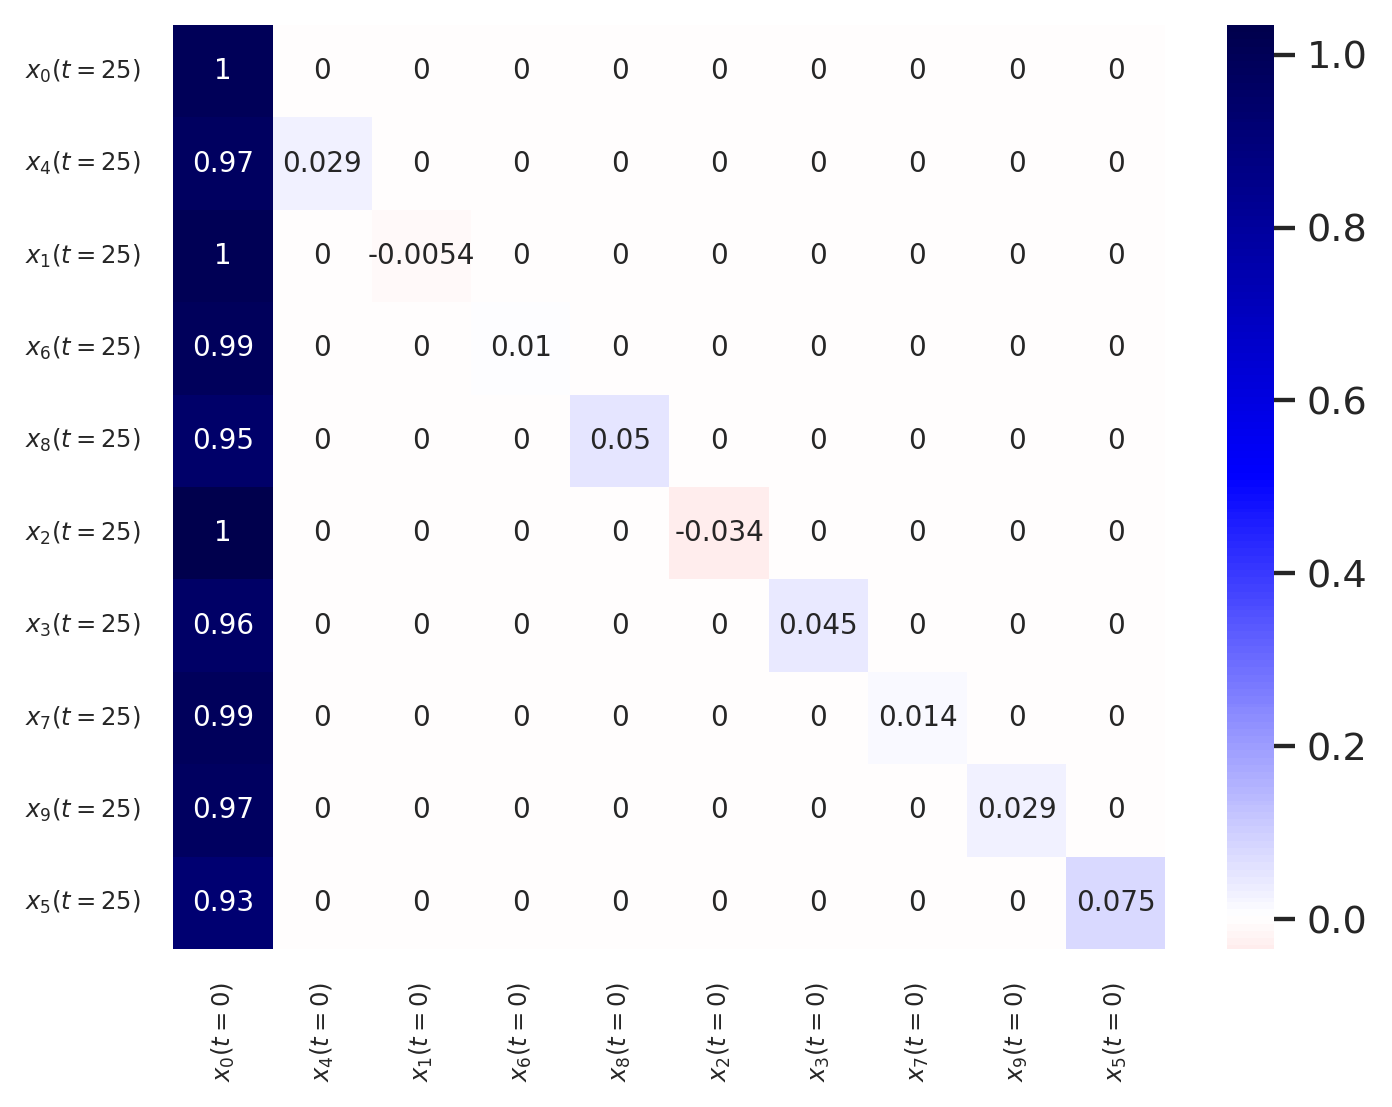 x₀(t = 25) 1 0 0 0 0 0 0 0 0 0
x₄(t = 25) 0.97 0.029 0 0 0 0 0 0 0 0
x₁(t = 25) 1 0 -0.0054 0 0 0 0 0 0 0
x₆(t = 25) 0.99 0 0 0.01 0 0 0 0 0 0
x₈(t = 25) 0.95 0 0 0 0.05 0 0 0 0 0
x₂(t = 25) 1 0 0 0 0 -0.034 0 0 0 0
x₃(t = 25) 0.96 0 0 0 0 0 0.045 0 0 0
x₇(t = 25) 0.99 0 0 0 0 0 0 0.014 0 0
x₉(t = 25) 0.97 0 0 0 0 0 0 0 0.029 0
x₅(t = 25) 0.93 0 0 0 0 0 0 0 0 0.075
x₀(t = 0)
x₄(t = 0)
x₁(t = 0)
x₆(t = 0)
x₈(t = 0)
x₂(t = 0)
x₃(t = 0)
x₇(t = 0)
x₉(t = 0)
x₅(t = 0)
1.0
0.8
0.6
0.4
0.2
0.0